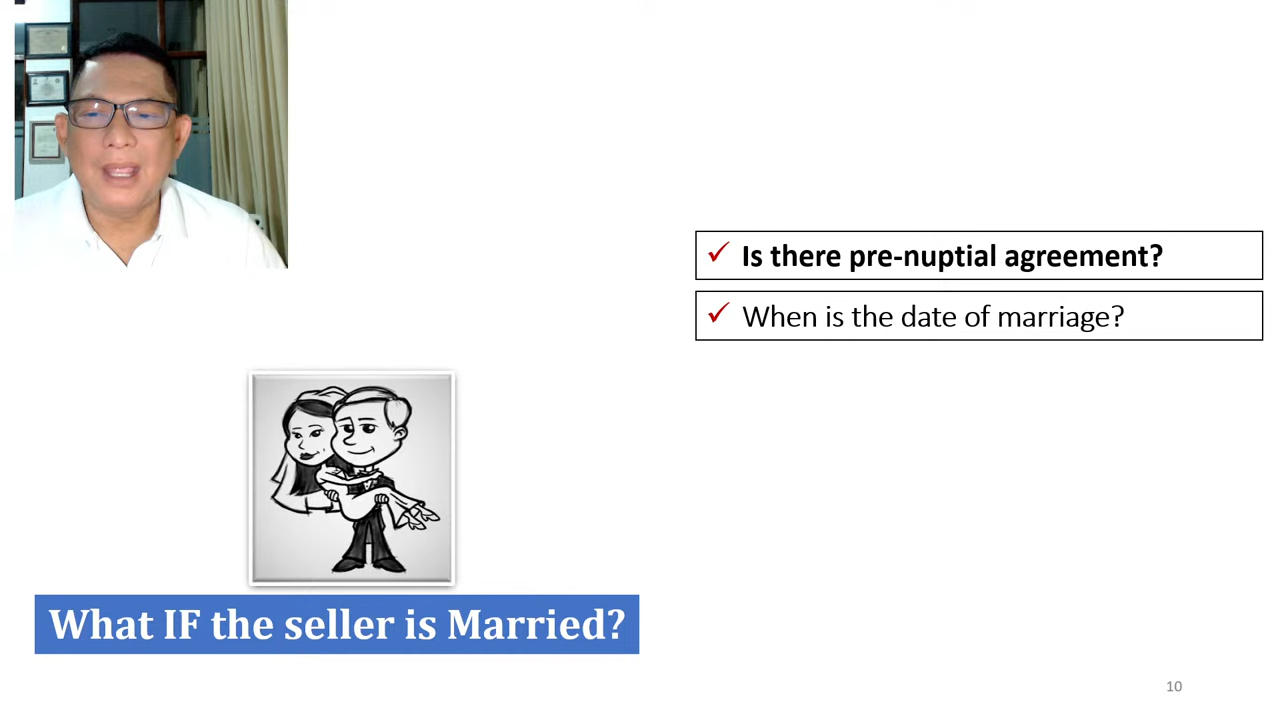 Is there pre-nuptial agreement?
When is the date of marriage?
What IF the seller is Married?
10